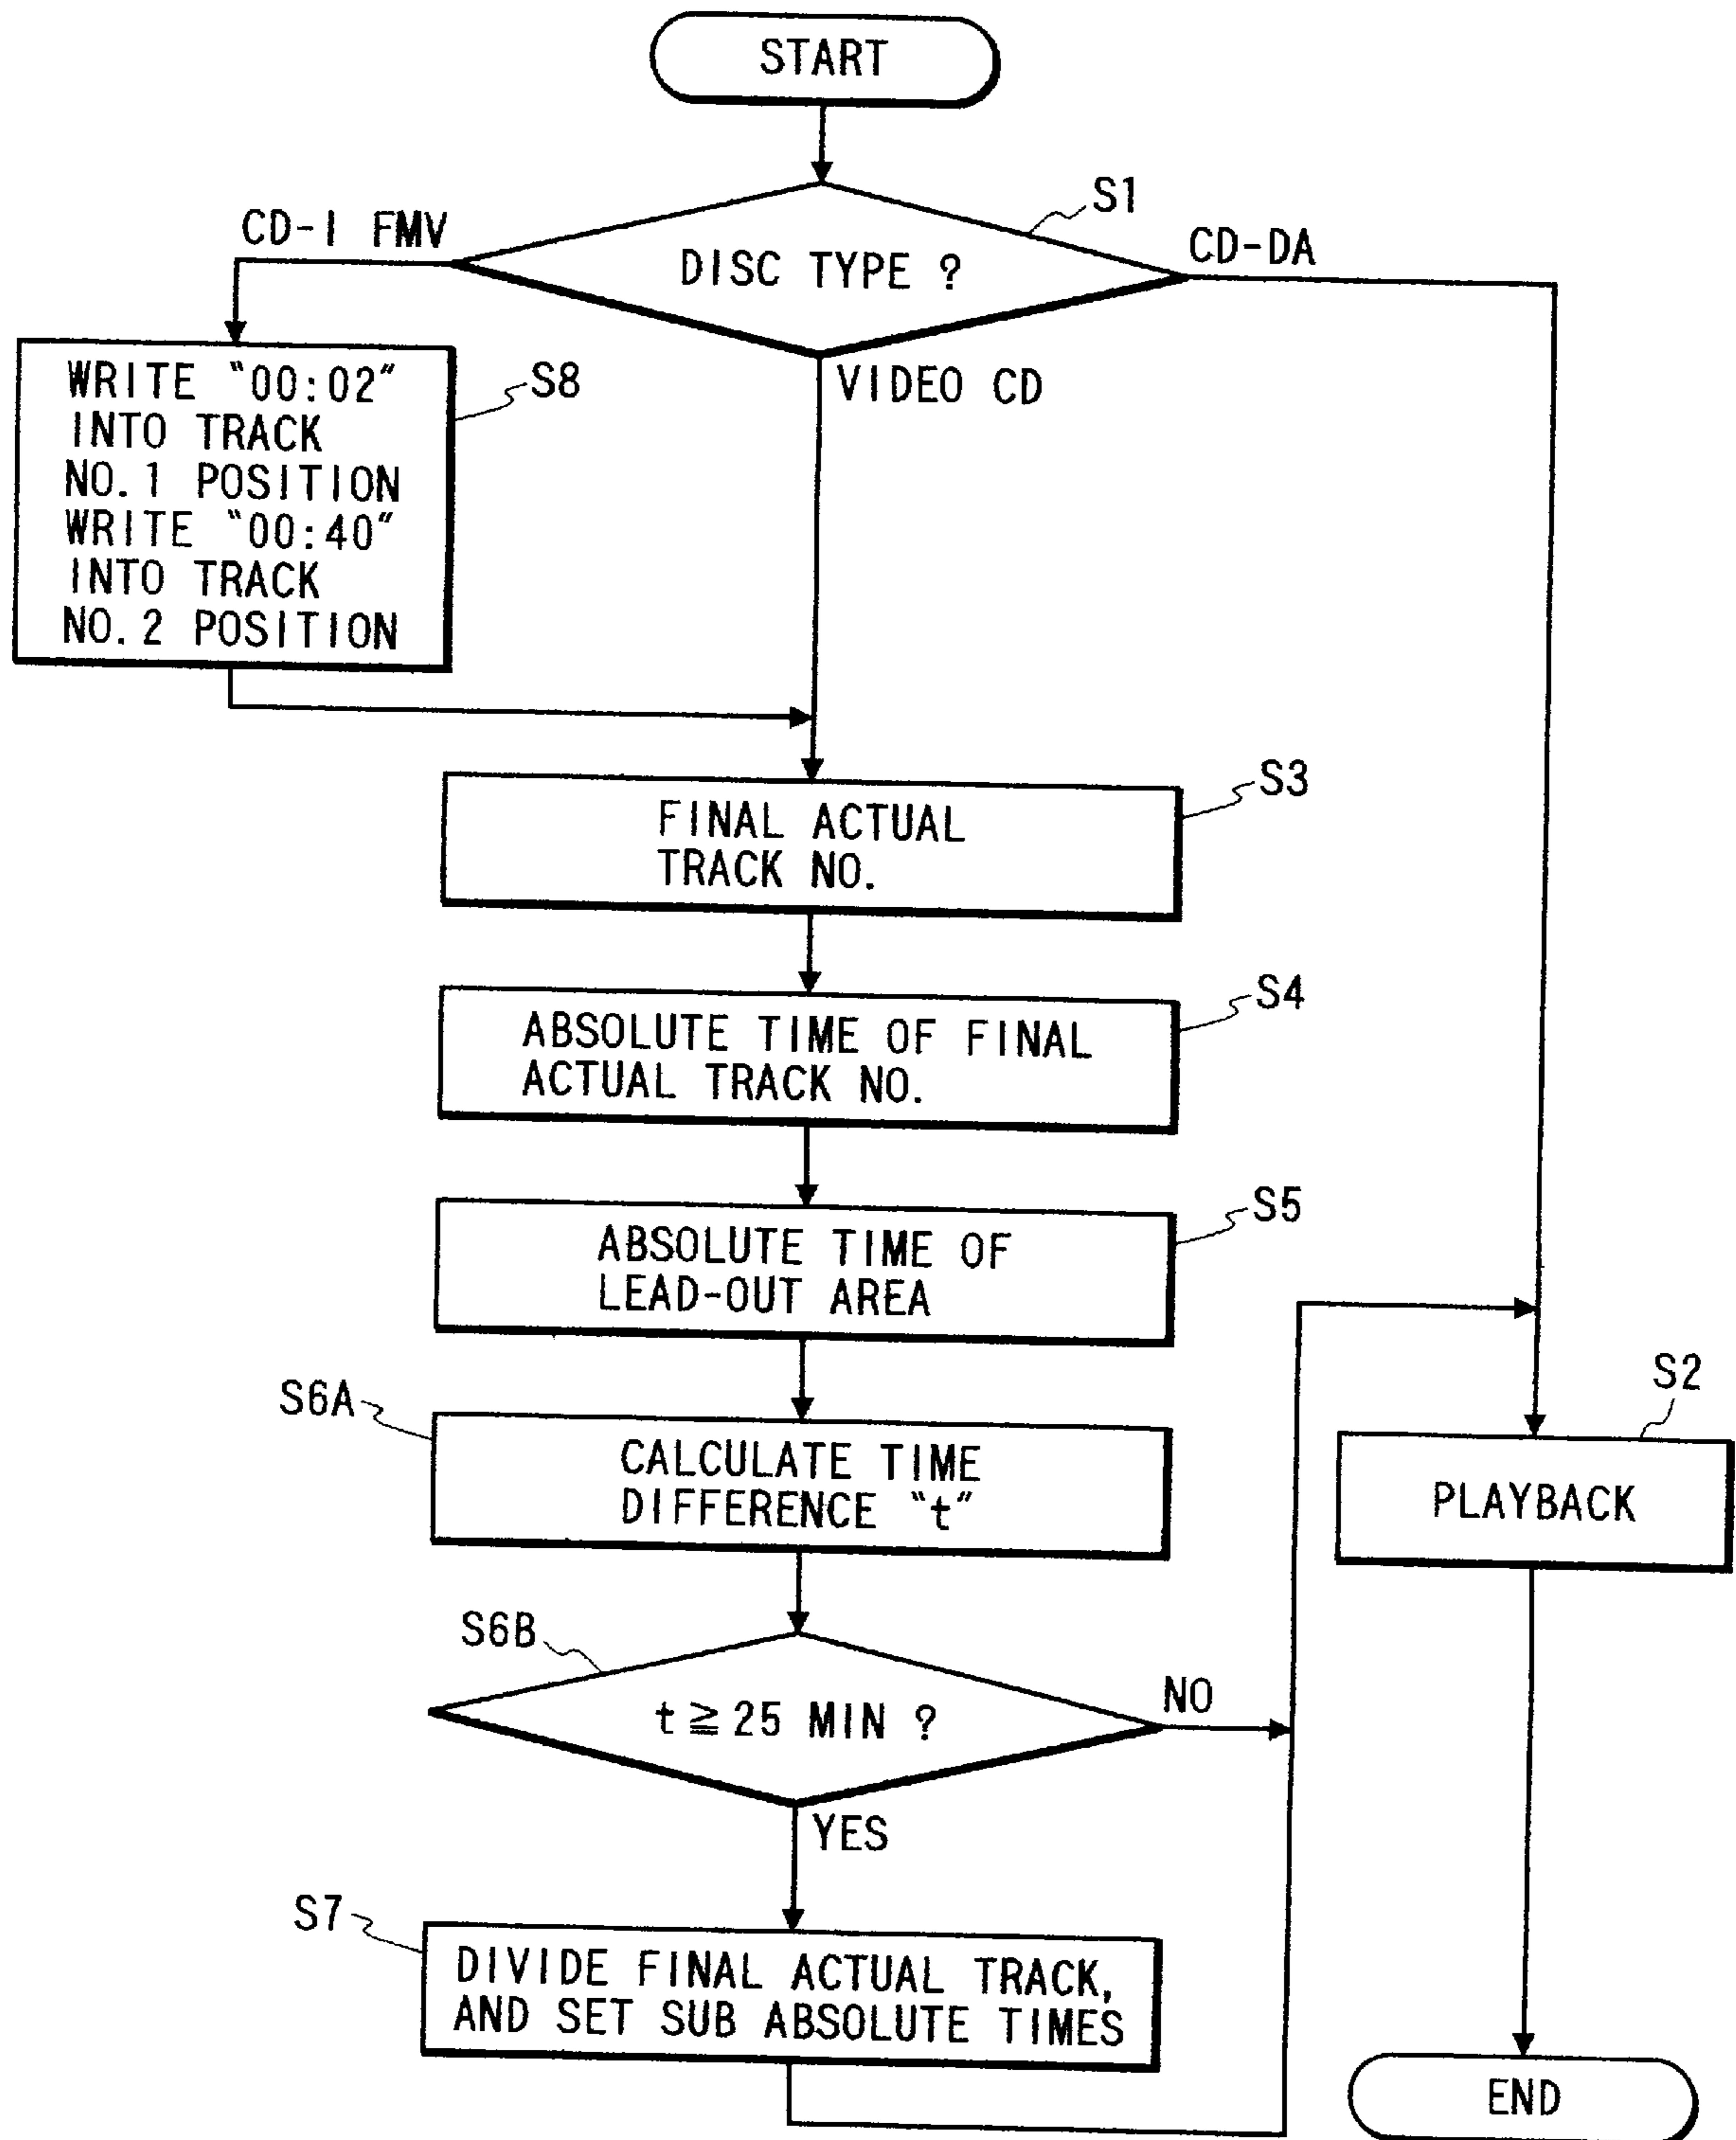 START
S1
CD-I FMV
CD-DA
DISC TYPE ?
WRITE "00:02"
INTO TRACK
NO.1 POSITION
WRITE "00:40"
INTO TRACK
NO.2 POSITION
S8
VIDEO CD
S3
FINAL ACTUAL
TRACK NO.
S4
ABSOLUTE TIME OF FINAL
ACTUAL TRACK NO.
S5
ABSOLUTE TIME OF
LEAD-OUT AREA
S6A
CALCULATE TIME
DIFFERENCE "t"
S2
PLAYBACK
S6B
t ≧ 25 MIN ?
NO
YES
S7
DIVIDE FINAL ACTUAL TRACK,
AND SET SUB ABSOLUTE TIMES
END